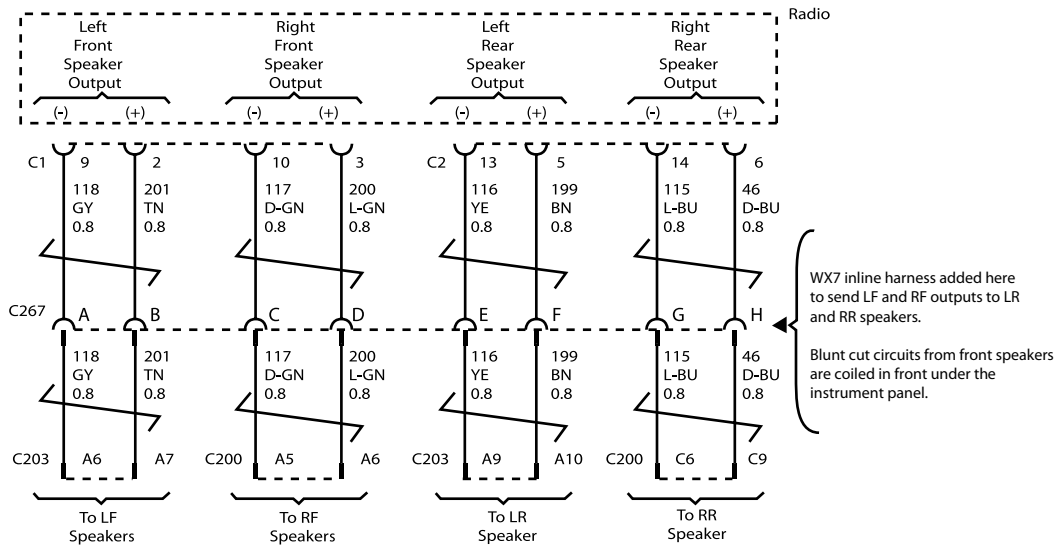 Radio
Left Front Speaker Output
Right Front Speaker Output
Left Rear Speaker Output
Right Rear Speaker Output
(-) (+) (-) (+) (-) (+) (-) (+)
C1 9 2 10 3 C2 13 5 14 6
118 201 117 200 116 199 115 46
GY TN D-GN L-GN YE BN L-BU D-BU
0.8 0.8 0.8 0.8 0.8 0.8 0.8 0.8
C267 A B C D E F G H
118 201 117 200 116 199 115 46
GY TN D-GN L-GN YE BN L-BU D-BU
0.8 0.8 0.8 0.8 0.8 0.8 0.8 0.8
C203 A6 A7 C200 A5 A6 C203 A9 A10 C200 C6 C9
To LF Speakers
To RF Speakers
To LR Speaker
To RR Speaker
WX7 inline harness added here
to send LF and RF outputs to LR
and RR speakers.
Blunt cut circuits from front speakers
are coiled in front under the
instrument panel.